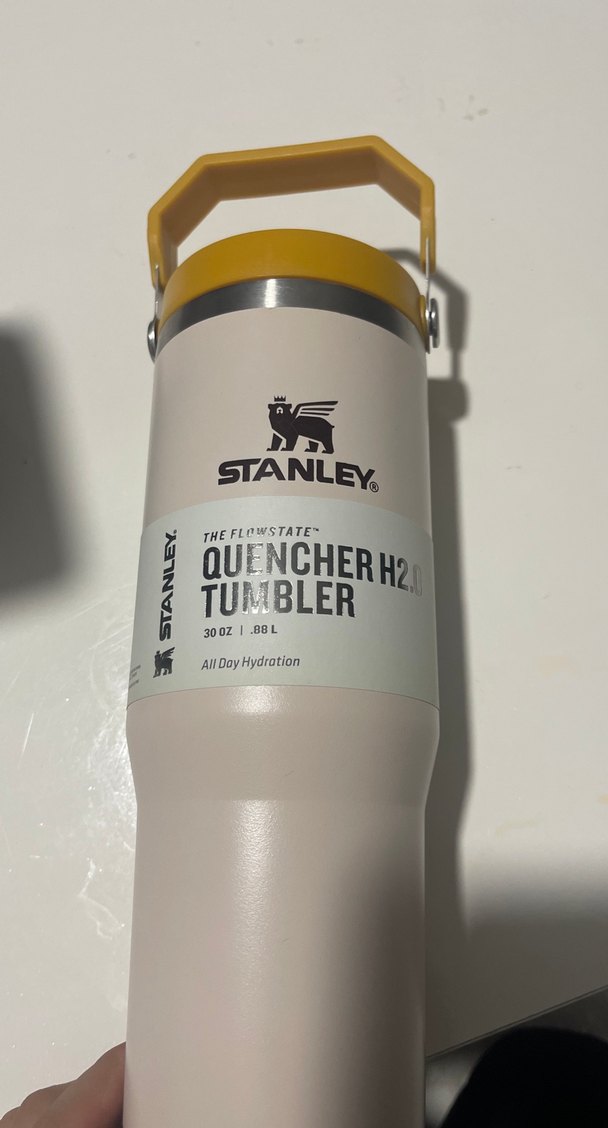 STANLEY®
STANLEY®
THE FLOWSTATE™
QUENCHER H2.0
TUMBLER
30 OZ | .88 L
All Day Hydration